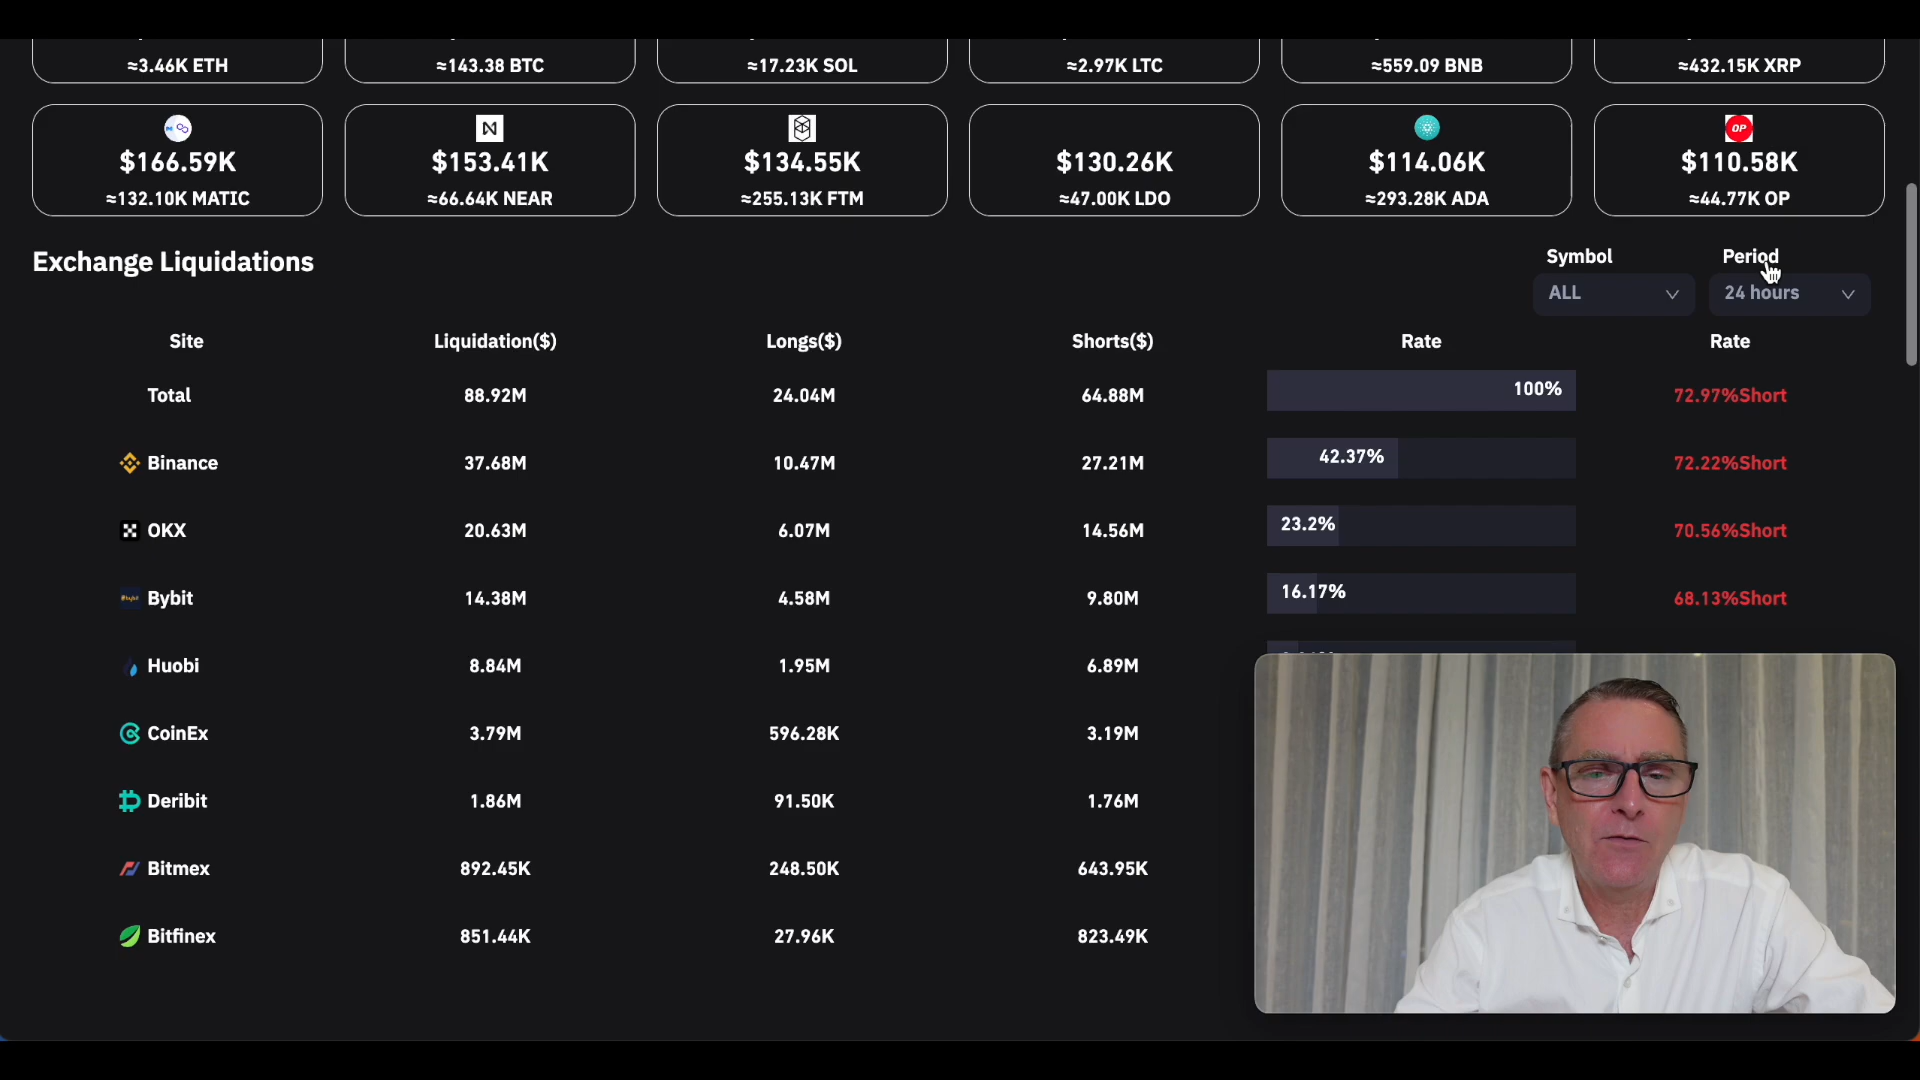 ≈3.46K ETH
≈143.38 BTC
≈17.23K SOL
≈2.97K LTC
≈559.09 BNB
≈432.15K XRP
$166.59K
≈132.10K MATIC
$153.41K
≈66.64K NEAR
$134.55K
≈255.13K FTM
$130.26K
≈47.00K LDO
$114.06K
≈293.28K ADA
OP
$110.58K
≈44.77K OP
Exchange Liquidations
Symbol
ALL
Period
24 hours
Site Liquidation($) Longs($) Shorts($) Rate Rate
Total 88.92M 24.04M 64.88M 100% 72.97%Short
Binance 37.68M 10.47M 27.21M 42.37% 72.22%Short
OKX 20.63M 6.07M 14.56M 23.2% 70.56%Short
Bybit 14.38M 4.58M 9.80M 16.17% 68.13%Short
Huobi 8.84M 1.95M 6.89M
CoinEx 3.79M 596.28K 3.19M
Deribit 1.86M 91.50K 1.76M
Bitmex 892.45K 248.50K 643.95K
Bitfinex 851.44K 27.96K 823.49K